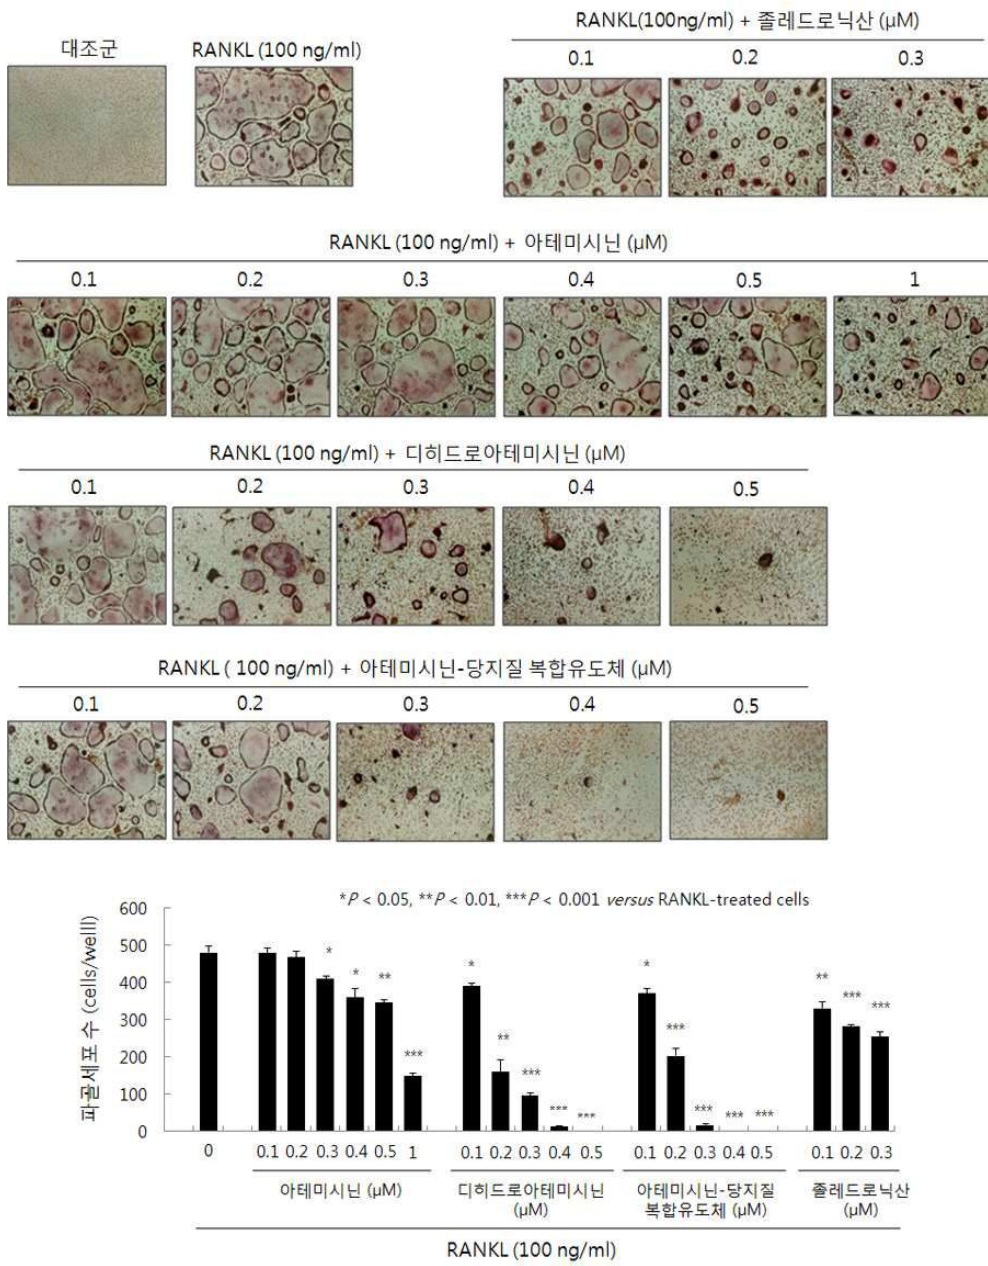 대조군
RANKL (100 ng/ml)
RANKL(100ng/ml) + 졸레드로닉산 (μM)
0.1 0.2 0.3
RANKL (100 ng/ml) + 아테미시닌 (μM)
0.1 0.2 0.3 0.4 0.5 1
RANKL (100 ng/ml) + 디히드로아테미시닌 (μM)
0.1 0.2 0.3 0.4 0.5
RANKL ( 100 ng/ml) + 아테미시닌-당지질 복합유도체 (μM)
0.1 0.2 0.3 0.4 0.5
*P < 0.05, **P < 0.01, ***P < 0.001 versus RANKL-treated cells
파골세포 수 (cells/welll)
600
500
400
300
200
100
0
* * ** *** * ** *** *** *** * *** *** *** *** ** *** ***
0 0.1 0.2 0.3 0.4 0.5 1 0.1 0.2 0.3 0.4 0.5 0.1 0.2 0.3 0.4 0.5 0.1 0.2 0.3
아테미시닌 (μM)
디히드로아테미시닌
(μM)
아테미시닌-당지질
복합유도체 (μM)
졸레드로닉산
(μM)
RANKL (100 ng/ml)